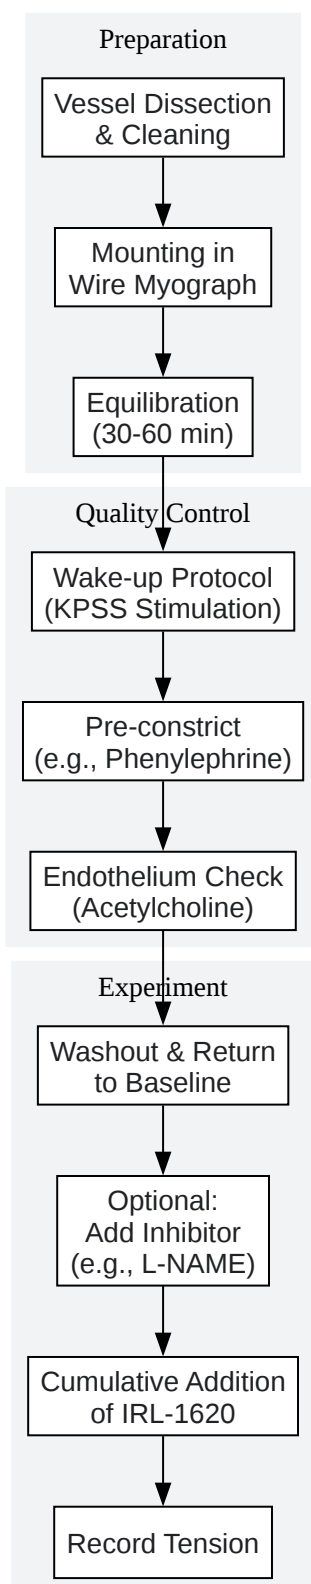 Preparation
Vessel Dissection
& Cleaning
Mounting in
Wire Myograph
Equilibration
(30-60 min)
Quality Control
Wake-up Protocol
(KPSS Stimulation)
Pre-constrict
(e.g., Phenylephrine)
Endothelium Check
(Acetylcholine)
Experiment
Washout & Return
to Baseline
Optional:
Add Inhibitor
(e.g., L-NAME)
Cumulative Addition
of IRL-1620
Record Tension